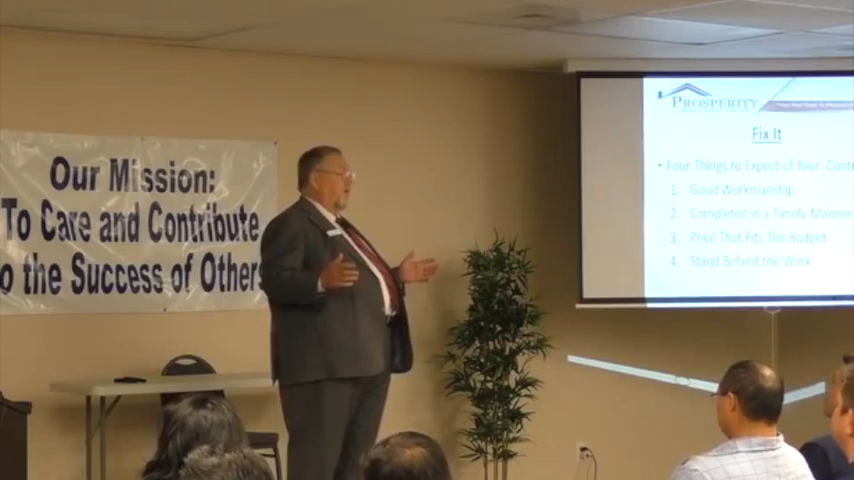 Our Mission:
To Care and Contribute
o the Success of Others
PROSPERITY
Fix It
• Four Things to Expect of Your Cont
1. Good Workmanship
2. Completed in a Timely Manner
3. Price That Fits The Budget
4. Stand Behind the Work